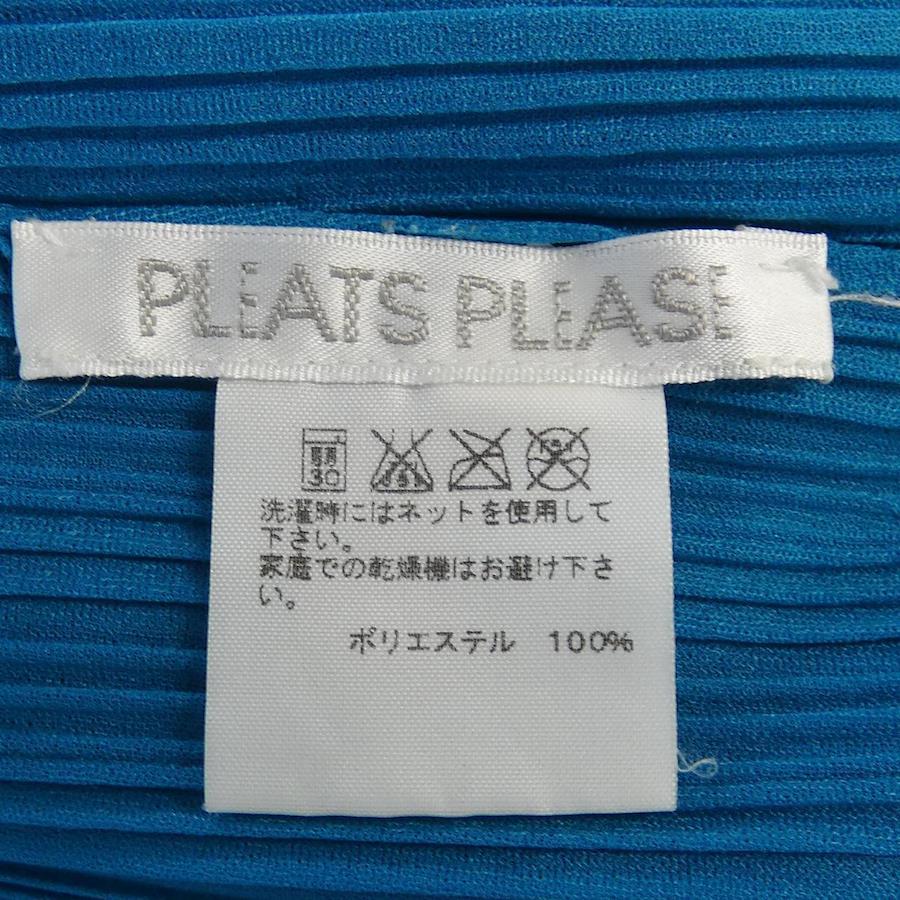 PLEATS PLEASE
弱
30
洗濯時にはネットを使用して
下さい。
家庭での乾燥機はお避け下さ
い。
ポリエステル 100%